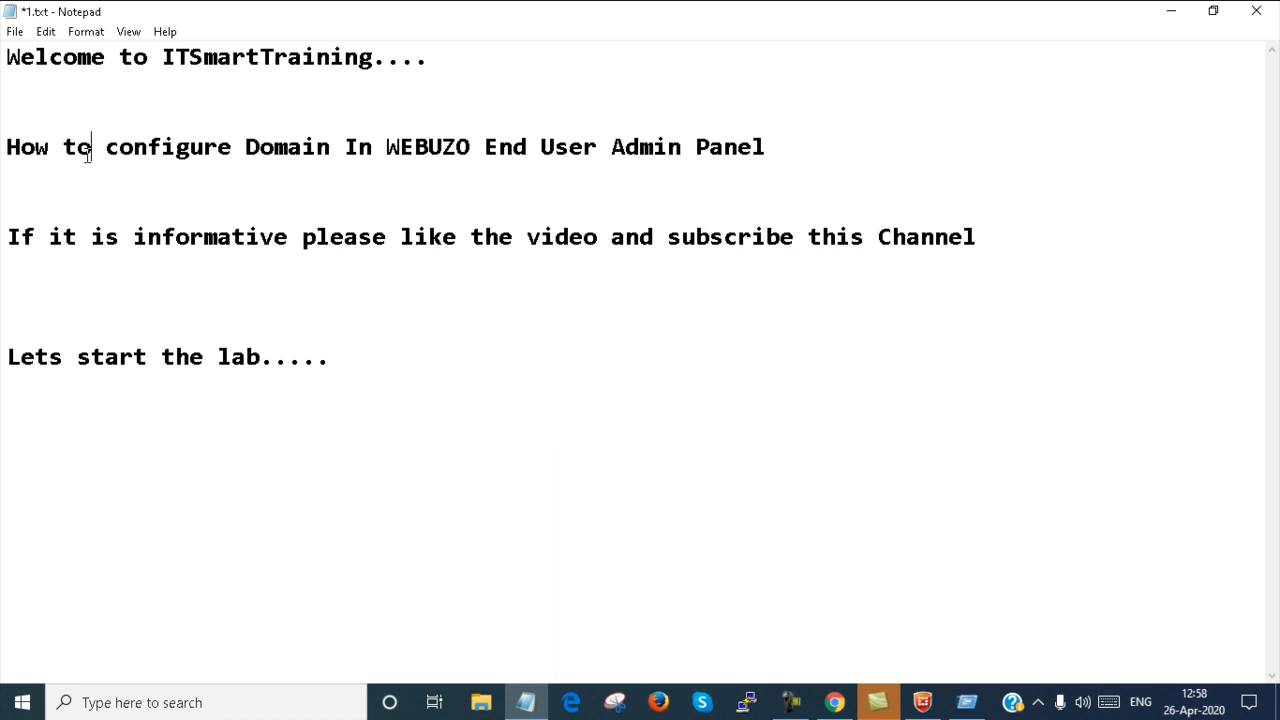 *1.txt - Notepad
File Edit Format View Help
Welcome to ITSmartTraining....
How to configure Domain In WEBUZO End User Admin Panel
If it is informative please like the video and subscribe this Channel
Lets start the lab.....
Type here to search
ENG
12:58
26-Apr-2020